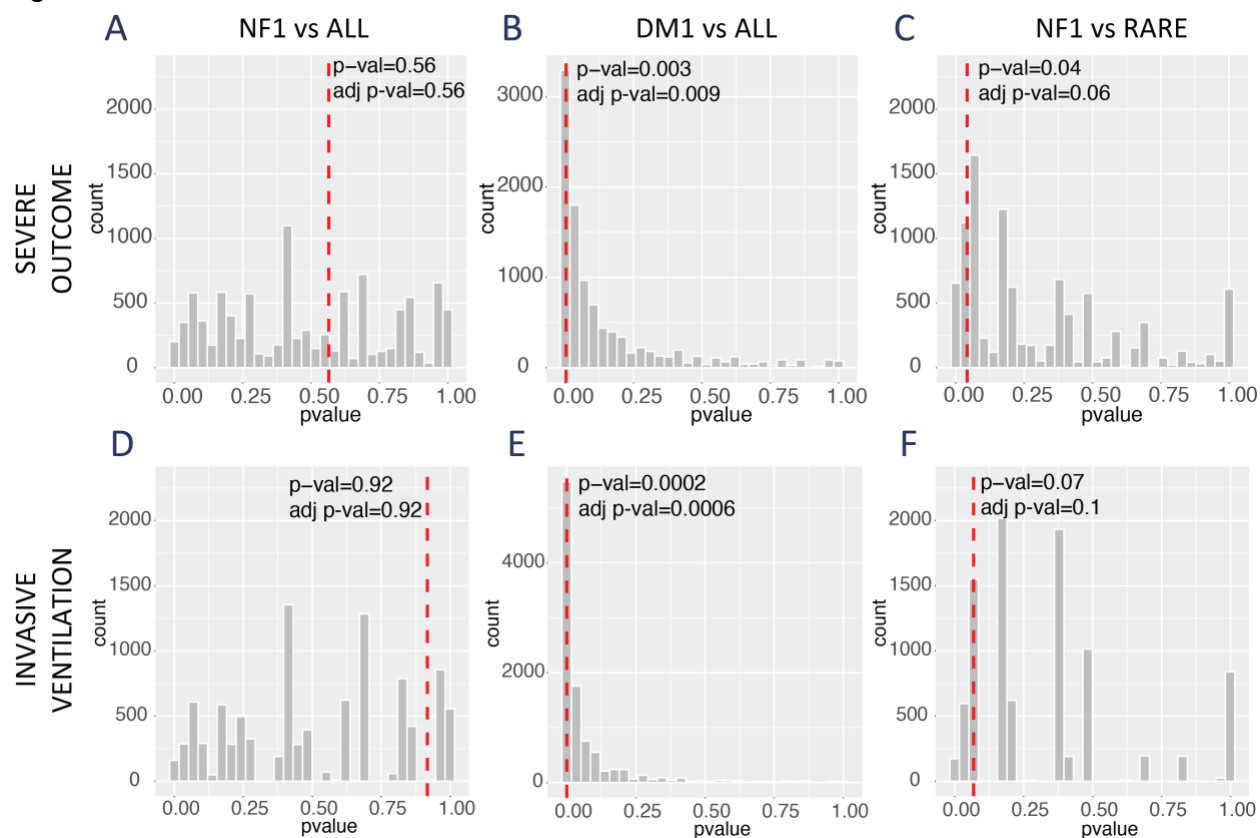 A
NF1 vs ALL
B
DM1 vs ALL
C
NF1 vs RARE
SEVERE
OUTCOME
count
2000
1500
1000
500
0
p-val=0.56
adj p-val=0.56
0.00 0.25 0.50 0.75 1.00
pvalue
count
3000
2000
1000
0
p-val=0.003
adj p-val=0.009
0.00 0.25 0.50 0.75 1.00
pvalue
count
2000
1500
1000
500
0
p-val=0.04
adj p-val=0.06
0.00 0.25 0.50 0.75 1.00
pvalue
INVASIVE
VENTILATION
D
count
2000
1500
1000
500
0
p-val=0.92
adj p-val=0.92
0.00 0.25 0.50 0.75 1.00
pvalue
E
count
4000
2000
0
p-val=0.0002
adj p-val=0.0006
0.00 0.25 0.50 0.75 1.00
pvalue
F
count
2000
1500
1000
500
0
p-val=0.07
adj p-val=0.1
0.00 0.25 0.50 0.75 1.00
pvalue